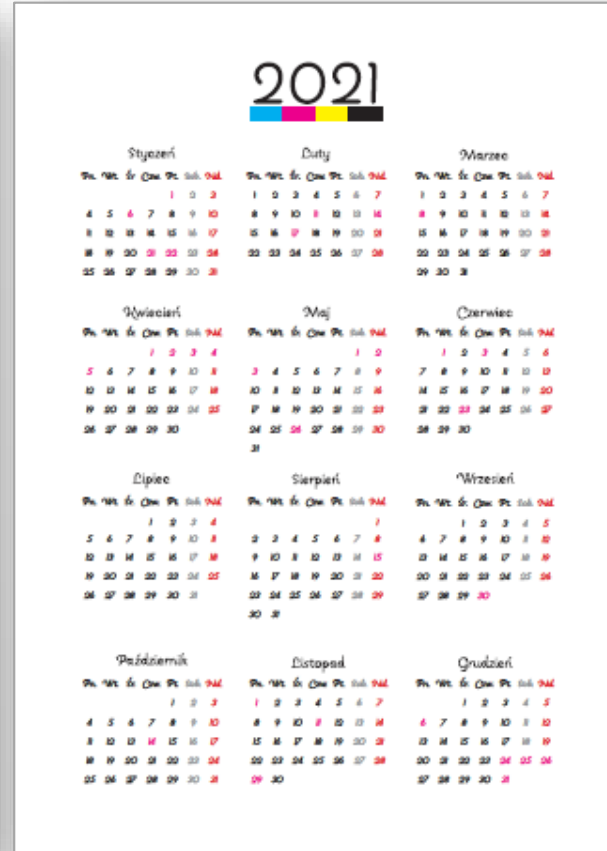 2021
Styczeń
Pn. Wt. Śr. Czw. Pt. Sob.
1 2 3
4 5 6 7 8 9 10
11 12 13 14 15 16 17
18 19 20 21 22 23 24
25 26 27 28 29 30 31
Luty
Pn. Wt. Śr. Czw. Pt. Sob.
1 2 3 4 5 6 7
8 9 10 11 12 13 14
15 16 17 18 19 20 21
22 23 24 25 26 27 28
Marzec
Pn. Wt. Śr. Czw. Pt. Sob.
1 2 3 4 5 6 7
8 9 10 11 12 13 14
15 16 17 18 19 20 21
22 23 24 25 26 27 28
29 30 31
Kwiecień
Pn. Wt. Śr. Czw. Pt. Sob.
1 2 3 4
5 6 7 8 9 10 11
12 13 14 15 16 17 18
19 20 21 22 23 24 25
26 27 28 29 30
Maj
Pn. Wt. Śr. Czw. Pt. Sob.
1 2
3 4 5 6 7 8 9
10 11 12 13 14 15 16
17 18 19 20 21 22 23
24 25 26 27 28 29 30
31
Czerwiec
Pn. Wt. Śr. Czw. Pt. Sob.
1 2 3 4 5 6
7 8 9 10 11 12 13
14 15 16 17 18 19 20
21 22 23 24 25 26 27
28 29 30
Lipiec
Pn. Wt. Śr. Czw. Pt. Sob.
1 2 3 4
5 6 7 8 9 10 11
12 13 14 15 16 17 18
19 20 21 22 23 24 25
26 27 28 29 30 31
Sierpień
Pn. Wt. Śr. Czw. Pt. Sob.
1
2 3 4 5 6 7 8
9 10 11 12 13 14 15
16 17 18 19 20 21 22
23 24 25 26 27 28 29
30 31
Wrzesień
Pn. Wt. Śr. Czw. Pt. Sob.
1 2 3 4 5
6 7 8 9 10 11 12
13 14 15 16 17 18 19
20 21 22 23 24 25 26
27 28 29 30
Październik
Pn. Wt. Śr. Czw. Pt. Sob.
1 2 3
4 5 6 7 8 9 10
11 12 13 14 15 16 17
18 19 20 21 22 23 24
25 26 27 28 29 30 31
Listopad
Pn. Wt. Śr. Czw. Pt. Sob.
1 2 3 4 5 6 7
8 9 10 11 12 13 14
15 16 17 18 19 20 21
22 23 24 25 26 27 28
29 30
Grudzień
Pn. Wt. Śr. Czw. Pt. Sob.
1 2 3 4 5
6 7 8 9 10 11 12
13 14 15 16 17 18 19
20 21 22 23 24 25 26
27 28 29 30 31